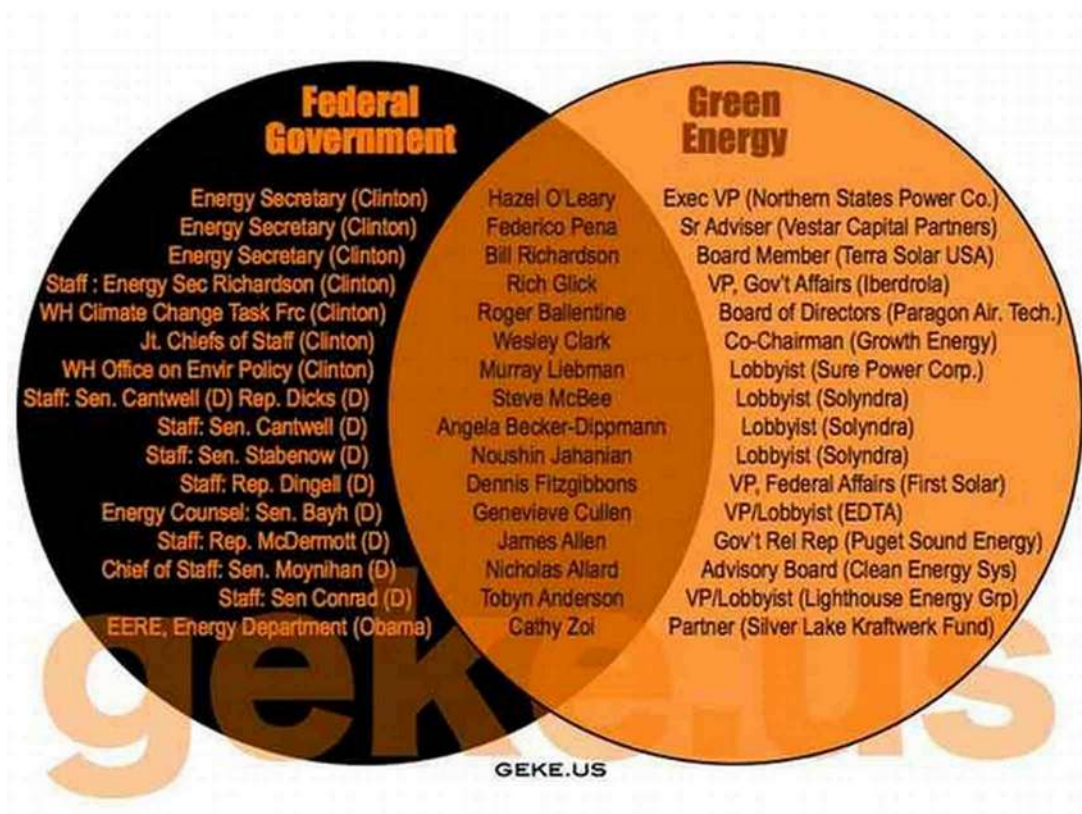 Federal Government
Green Energy
Energy Secretary (Clinton) Hazel O'Leary Exec VP (Northern States Power Co.)
Energy Secretary (Clinton) Federico Pena Sr Adviser (Vestar Capital Partners)
Energy Secretary (Clinton) Bill Richardson Board Member (Terra Solar USA)
Staff : Energy Sec Richardson (Clinton) Rich Glick VP, Gov't Affairs (Iberdrola)
WH Climate Change Task Frc (Clinton) Roger Ballentine Board of Directors (Paragon Air. Tech.)
Jt. Chiefs of Staff (Clinton) Wesley Clark Co-Chairman (Growth Energy)
WH Office on Envir Policy (Clinton) Murray Liebman Lobbyist (Sure Power Corp.)
Staff: Sen. Cantwell (D) Rep. Dicks (D) Steve McBee Lobbyist (Solyndra)
Staff: Sen. Cantwell (D) Angela Becker-Dippmann Lobbyist (Solyndra)
Staff: Sen. Stabenow (D) Noushin Jahanian Lobbyist (Solyndra)
Staff: Rep. Dingell (D) Dennis Fitzgibbons VP, Federal Affairs (First Solar)
Energy Counsel: Sen. Bayh (D) Genevieve Cullen VP/Lobbyist (EDTA)
Staff: Rep. McDermott (D) James Allen Gov't Rel Rep (Puget Sound Energy)
Chief of Staff: Sen. Moynihan (D) Nicholas Allard Advisory Board (Clean Energy Sys)
Staff: Sen Conrad (D) Tobyn Anderson VP/Lobbyist (Lighthouse Energy Grp)
EERE, Energy Department (Obama) Cathy Zoi Partner (Silver Lake Kraftwerk Fund)
geke.us
GEKE.US